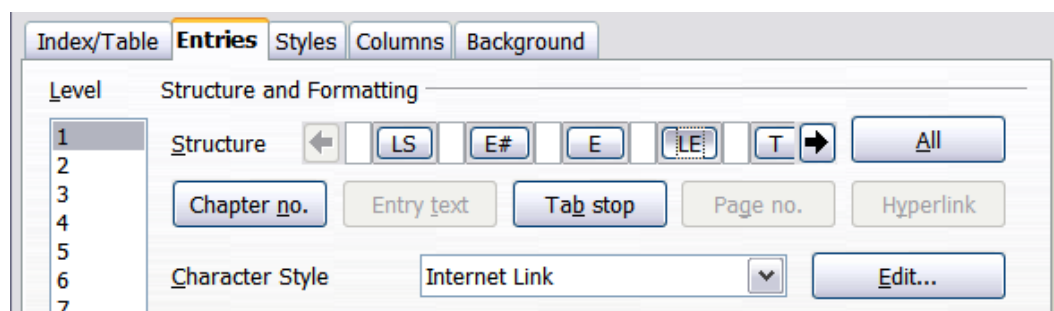 Index/Table Entries Styles Columns Background
Level Structure and Formatting
1
Structure LS E# E LE T All
2
3
Chapter no. Entry text Tab stop Page no. Hyperlink
4
5
Character Style Internet Link Edit...
6
7